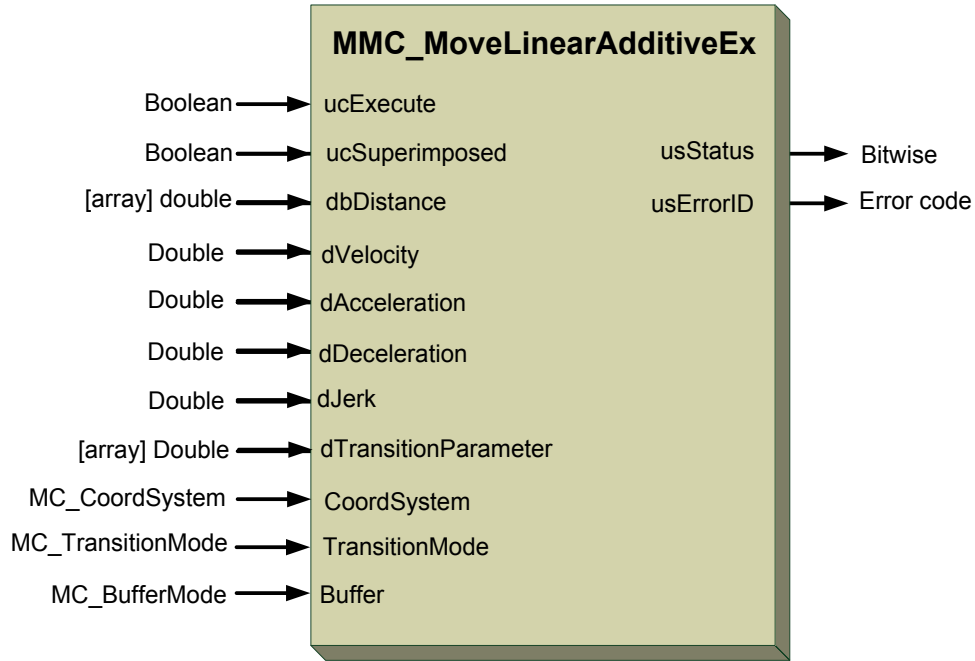 MMC_MoveLinearAdditiveEx
Boolean ucExecute
Boolean ucSuperimposed usStatus Bitwise
[array] double dbDistance usErrorID Error code
Double dVelocity
Double dAcceleration
Double dDeceleration
Double dJerk
[array] Double dTransitionParameter
MC_CoordSystem CoordSystem
MC_TransitionMode TransitionMode
MC_BufferMode Buffer